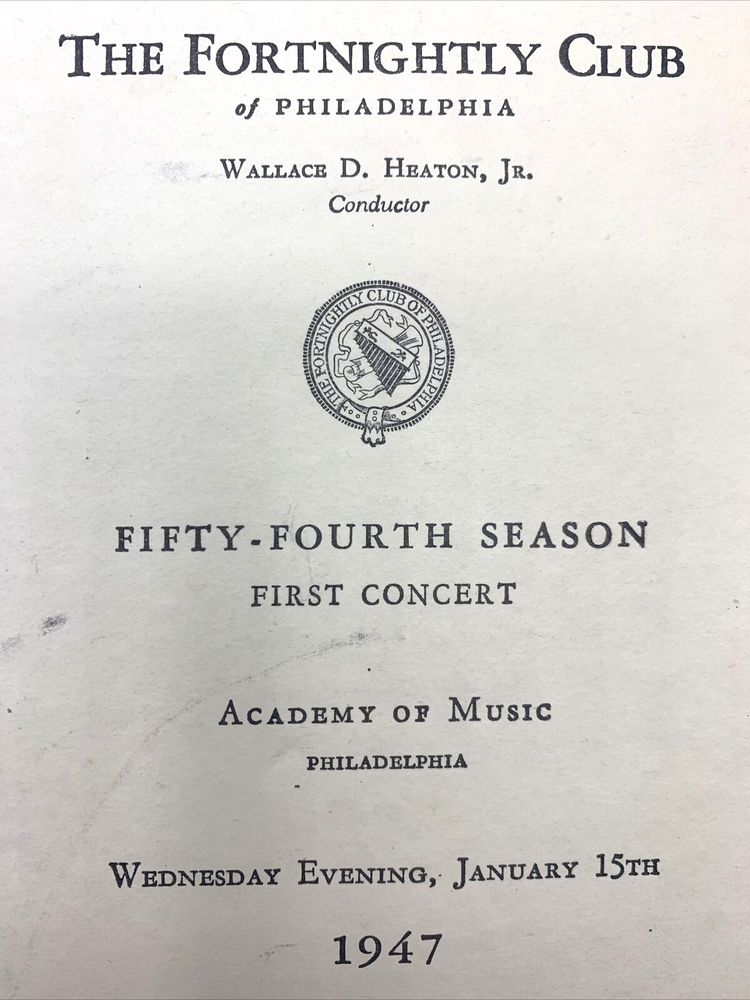 THE FORTNIGHTLY CLUB
of PHILADELPHIA
WALLACE D. HEATON, JR.
Conductor
THE FORTNIGHTLY CLUB OF PHILADELPHIA
FIFTY-FOURTH SEASON
FIRST CONCERT
ACADEMY OF MUSIC
PHILADELPHIA
WEDNESDAY EVENING, JANUARY 15TH
1947